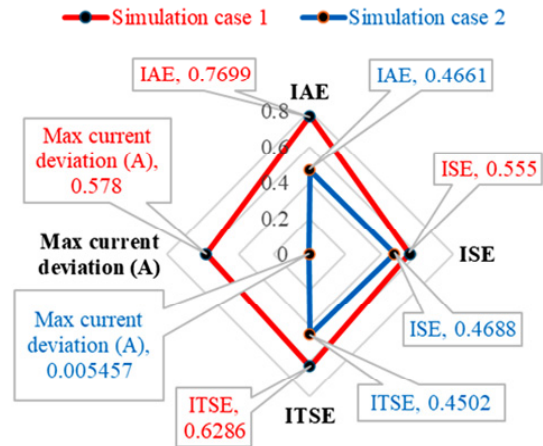 Simulation case 1
Simulation case 2
IAE, 0.7699
IAE, 0.4661
IAE
0.8
0.6
0.4
0.2
0
Max current
deviation (A),
0.578
ISE, 0.555
Max current
deviation (A)
ISE
Max current
deviation (A),
0.005457
ISE, 0.4688
ITSE,
0.6286
ITSE
ITSE, 0.4502